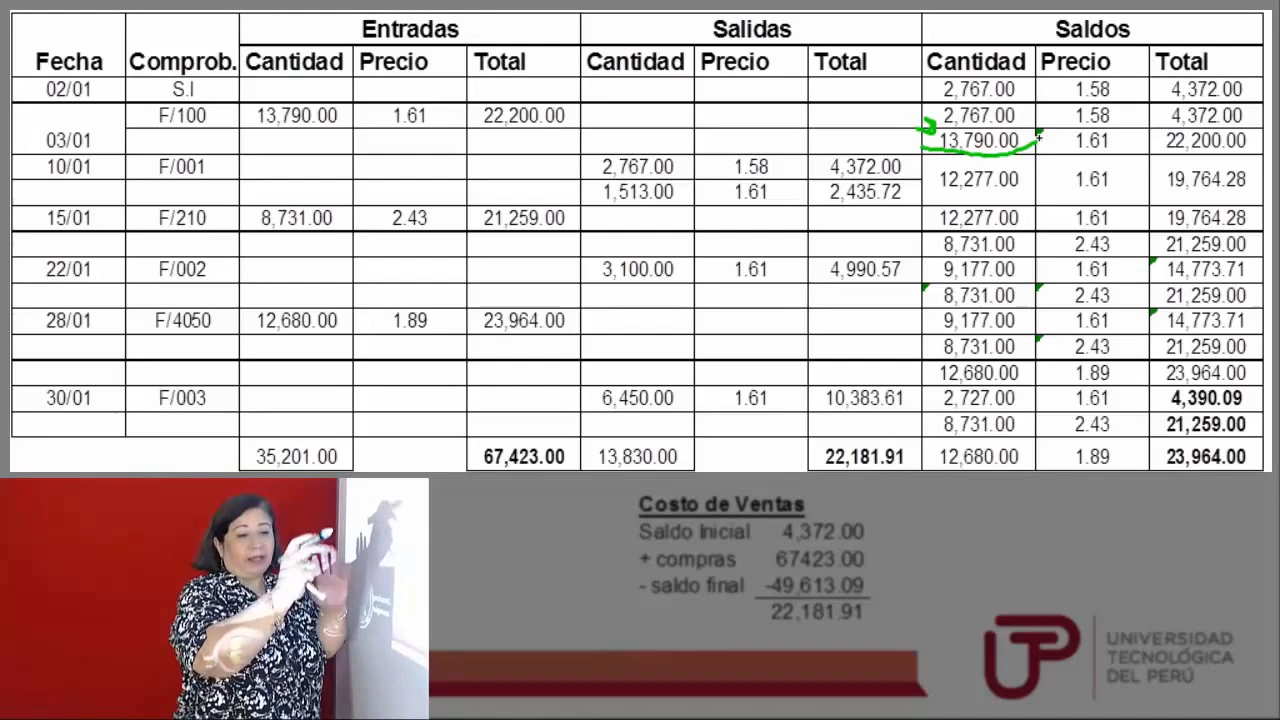 Entradas Salidas Saldos
Fecha Comprob. Cantidad Precio Total Cantidad Precio Total Cantidad Precio Total
02/01 S.I 2,767.00 1.58 4,372.00
F/100 13,790.00 1.61 22,200.00 2,767.00 1.58 4,372.00
03/01 13,790.00 1.61 22,200.00
10/01 F/001 2,767.00 1.58 4,372.00
12,277.00 1.61 19,764.28
1,513.00 1.61 2,435.72
15/01 F/210 8,731.00 2.43 21,259.00 12,277.00 1.61 19,764.28
8,731.00 2.43 21,259.00
22/01 F/002 3,100.00 1.61 4,990.57 9,177.00 1.61 14,773.71
8,731.00 2.43 21,259.00
28/01 F/4050 12,680.00 1.89 23,964.00 9,177.00 1.61 14,773.71
8,731.00 2.43 21,259.00
12,680.00 1.89 23,964.00
30/01 F/003 6,450.00 1.61 10,383.61 2,727.00 1.61 4,390.09
8,731.00 2.43 21,259.00
35,201.00 67,423.00 13,830.00 22,181.91 12,680.00 1.89 23,964.00
Costo de Ventas
Saldo Inicial 4,372.00
+ compras 67423.00
- saldo final -49,613.09
22,181.91
UTP
UNIVERSIDAD
TECNOLÓGICA
DEL PERÚ